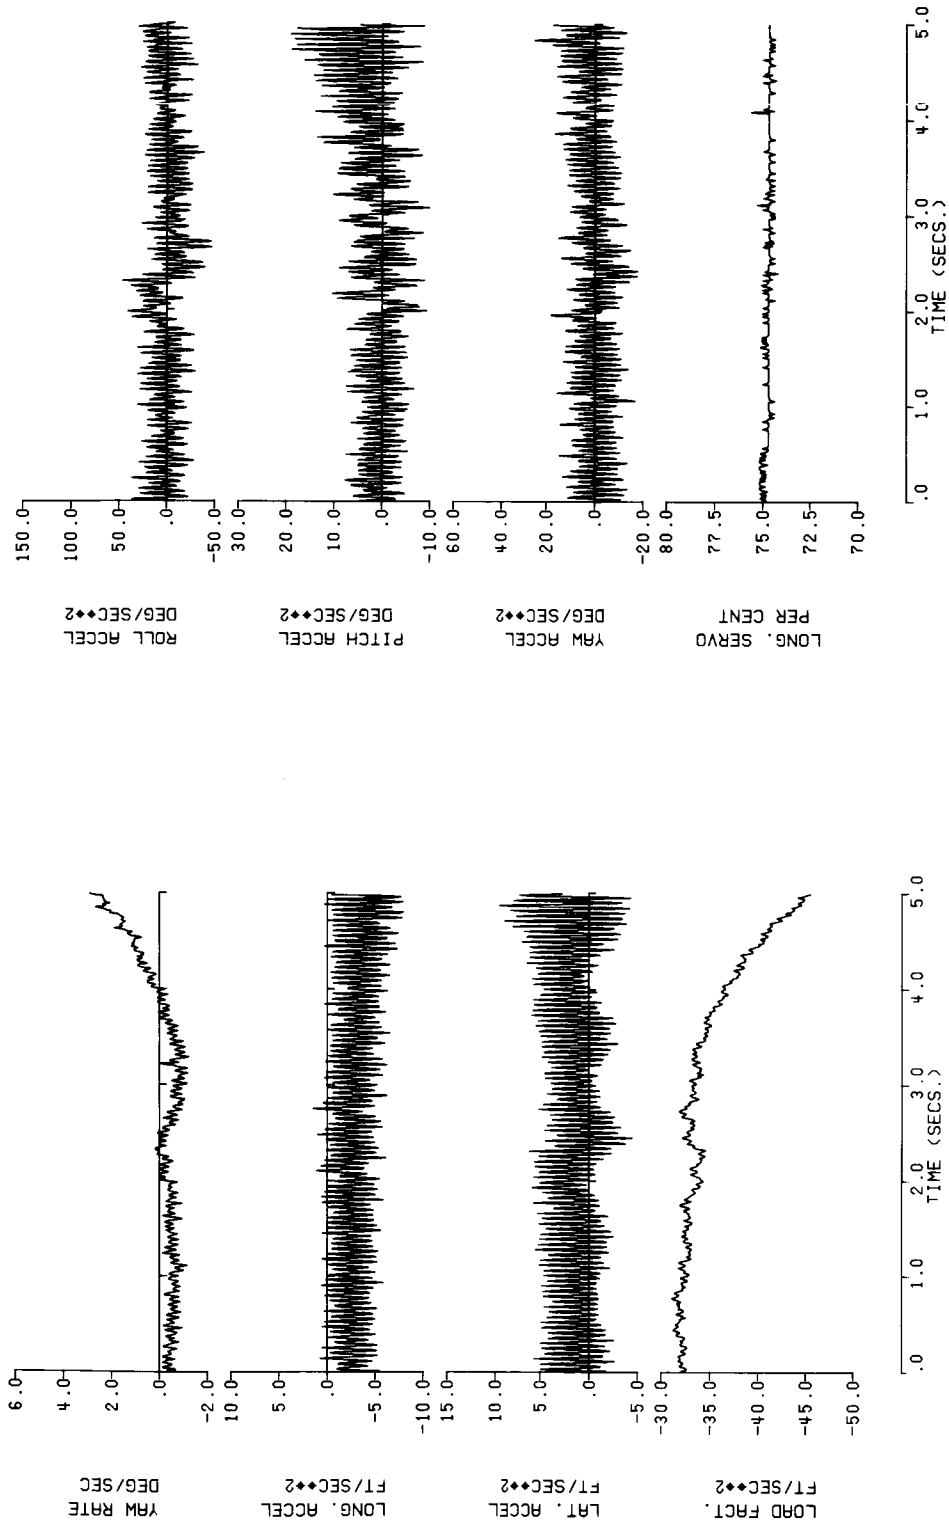 ROLL ACCEL
DEG/SEC♦♦2
150.0
100.0
50.0
.0
-50.0
PITCH ACCEL
DEG/SEC♦♦2
30.0
20.0
10.0
.0
-10.0
YAW ACCEL
DEG/SEC♦♦2
60.0
40.0
20.0
.0
-20.0
LONG. SERVO
PER CENT
80.0
77.5
75.0
72.5
70.0
.0
1.0
2.0
3.0
4.0
5.0
TIME (SECS.)
YAW RATE
DEG/SEC
6.0
4.0
2.0
.0
-2.0
LONG. ACCEL
FT/SEC♦♦2
10.0
5.0
.0
-5.0
-10.0
LAT. ACCEL
FT/SEC♦♦2
15.0
10.0
5.0
.0
-5.0
LOAD FACT.
FT/SEC♦♦2
-30.0
-35.0
-40.0
-45.0
-50.0
.0
1.0
2.0
3.0
4.0
5.0
TIME (SECS.)